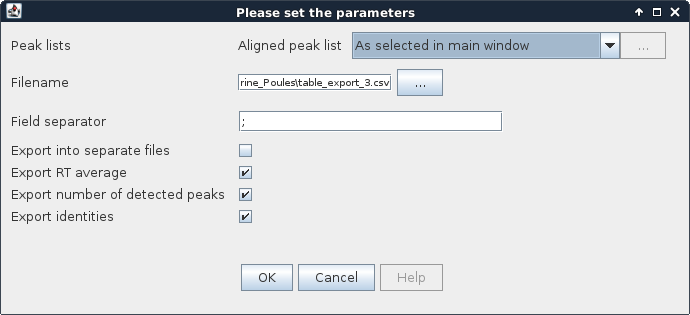 Please set the parameters
Peak lists Aligned peak list As selected in main window ...
Filename rine_Poules\table_export_3.csv ...
Field separator ;
Export into separate files
Export RT average
Export number of detected peaks
Export identities
OK Cancel Help